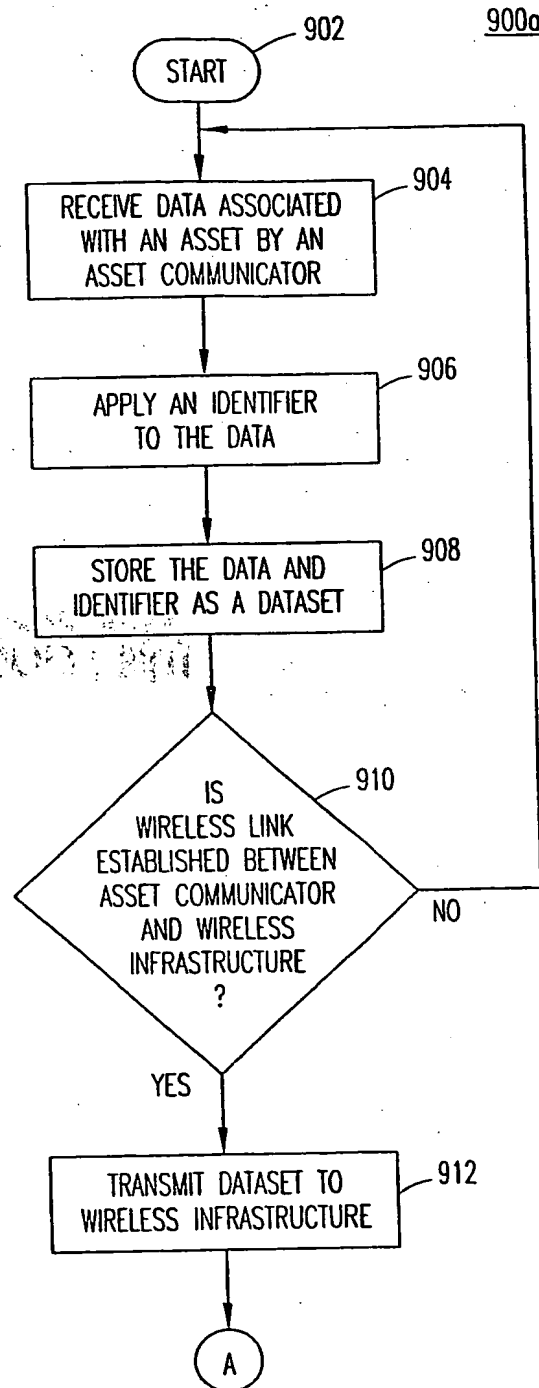 900a
902
START
904
RECEIVE DATA ASSOCIATED
WITH AN ASSET BY AN
ASSET COMMUNICATOR
906
APPLY AN IDENTIFIER
TO THE DATA
908
STORE THE DATA AND
IDENTIFIER AS A DATASET
910
IS
WIRELESS LINK
ESTABLISHED BETWEEN
ASSET COMMUNICATOR
AND WIRELESS
INFRASTRUCTURE
?
NO
YES
912
TRANSMIT DATASET TO
WIRELESS INFRASTRUCTURE
A